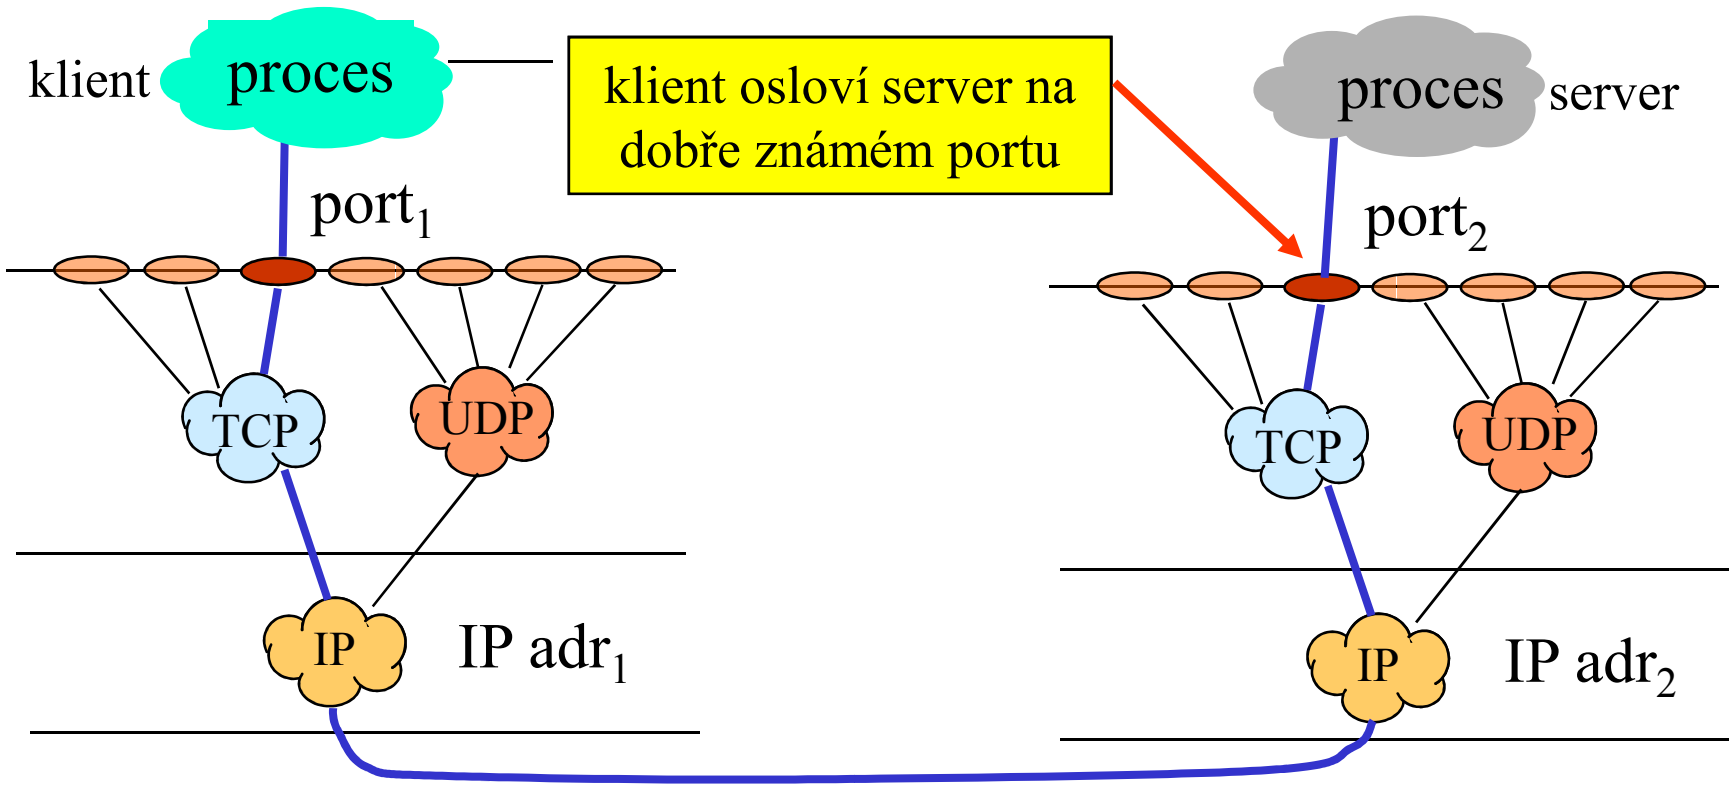 klient
proces
klient osloví server na
dobře známém portu
proces
server
port1
port2
TCP
UDP
TCP
UDP
IP
IP adr1
IP
IP adr2